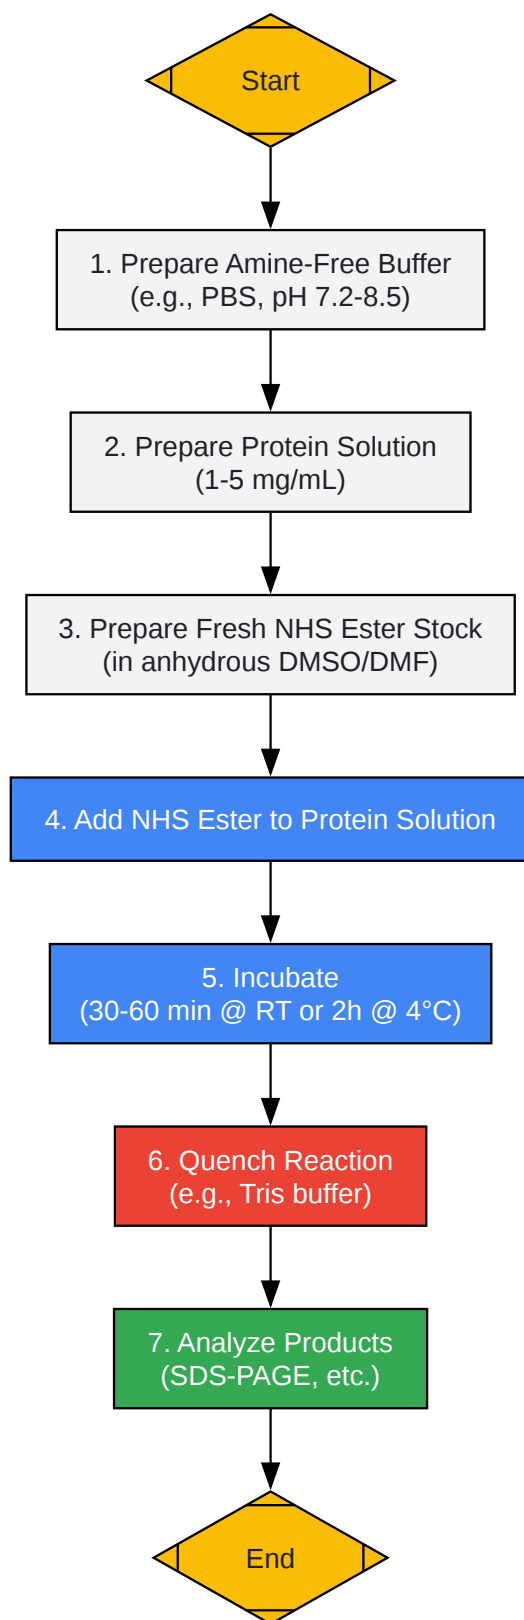 Start
1. Prepare Amine-Free Buffer
(e.g., PBS, pH 7.2-8.5)
2. Prepare Protein Solution
(1-5 mg/mL)
3. Prepare Fresh NHS Ester Stock
(in anhydrous DMSO/DMF)
4. Add NHS Ester to Protein Solution
5. Incubate
(30-60 min @ RT or 2h @ 4°C)
6. Quench Reaction
(e.g., Tris buffer)
7. Analyze Products
(SDS-PAGE, etc.)
End